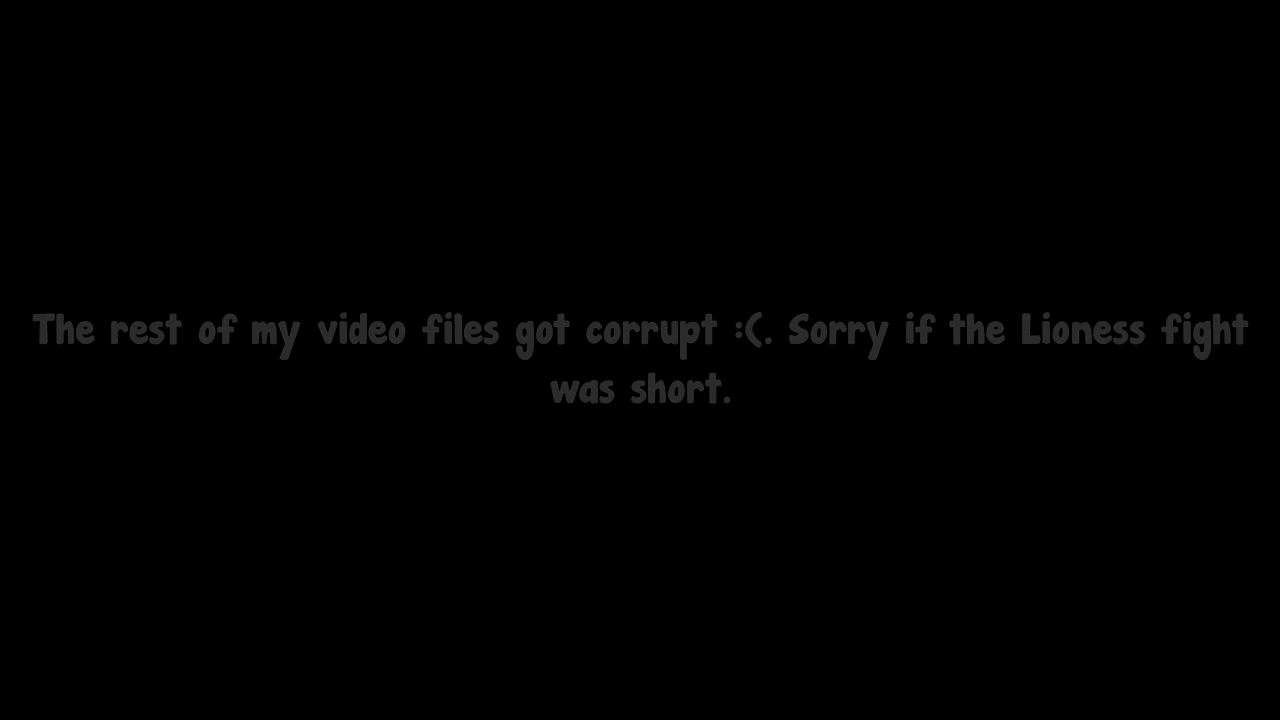 The rest of my video files got corrupt :(. Sorry if the Lioness fight
was short.